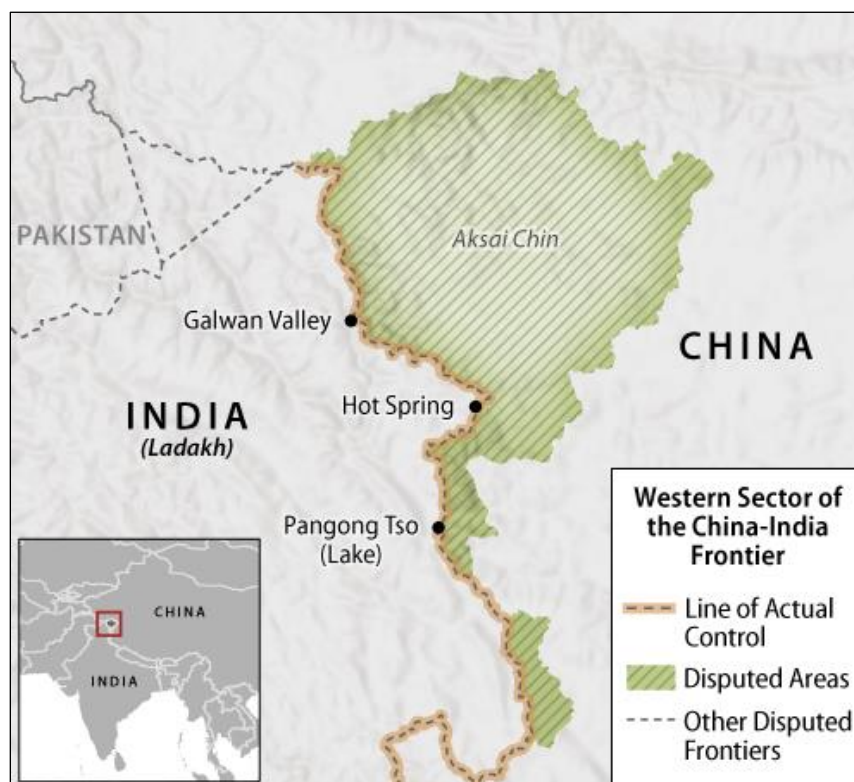 PAKISTAN
Aksai Chin
Galwan Valley
CHINA
Hot Spring
INDIA
(Ladakh)
Pangong Tso
(Lake)
CHINA
INDIA
Western Sector of
the China-India
Frontier
Line of Actual
Control
Disputed Areas
Other Disputed
Frontiers